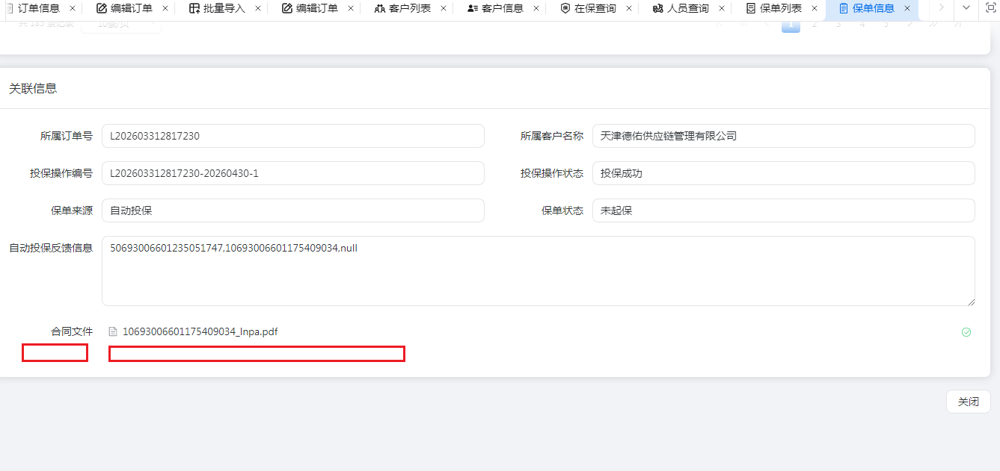 订单信息 × 编辑订单 × 批量导入 × 编辑订单 × 客户列表 × 客户信息 × 在保查询 × 人员查询 × 保单列表 × 保单信息 ×
共 185 条记录 10条/页 1 2 3 4 5
关联信息
所属订单号 L202603312817230 所属客户名称 天津德佑供应链管理有限公司
投保操作编号 L202603312817230-20260430-1 投保操作状态 投保成功
保单来源 自动投保 保单状态 未起保
自动投保反馈信息 50693006601235051747,10693006601175409034,null
合同文件 10693006601175409034_lnpa.pdf
关闭